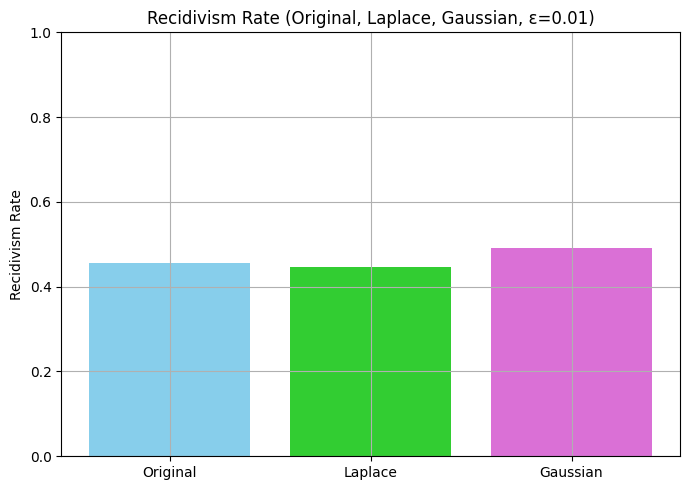 Recidivism Rate (Original, Laplace, Gaussian, ε=0.01)
Recidivism Rate
1.0
0.8
0.6
0.4
0.2
0.0
Original
Laplace
Gaussian